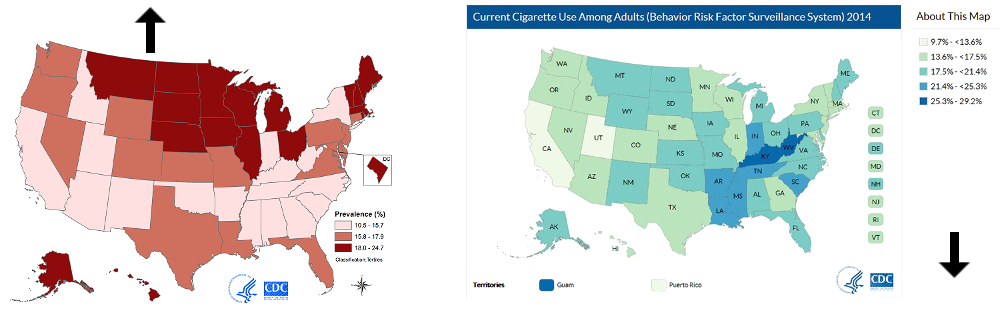 DC
Prevalence (%)
10.5 - 15.7
15.8 - 17.9
18.0 - 24.7
Classification: Tertiles
CDC
Current Cigarette Use Among Adults (Behavior Risk Factor Surveillance System) 2014
WA
MT
ND
MN
ME
OR
ID
WY
SD
WI
MI
NY
MA
NV
UT
CO
NE
IA
IL
IN
OH
PA
CA
KS
MO
KY
WV
VA
AZ
NM
OK
AR
TN
NC
SC
TX
LA
MS
AL
GA
FL
AK
HI
CT
DC
DE
MD
NH
NJ
RI
VT
Territories
Guam
Puerto Rico
CDC
About This Map
9.7% - <13.6%
13.6% - <17.5%
17.5% - <21.4%
21.4% - <25.3%
25.3% - 29.2%